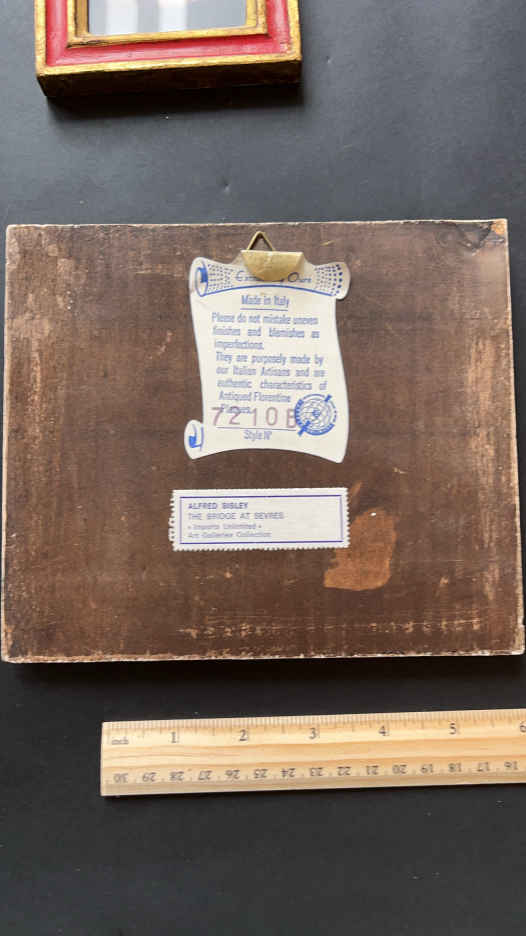 Ours
Made in Italy
Please do not mistake uneven
finishes and blemishes as
imperfections.
They are purposely made by
our Italian Artisans and are
authentic characteristics of
Antiqued Florentine
Plaques.
7210B
Style Nº
ALFRED SISLEY
THE BRIDGE AT SEVRES
• Imports Unlimited •
Art Galleries Collection
inch 1 2 3 4 5 6
30 29 28 27 26 25 24 23 22 21 20 19 18 17 16